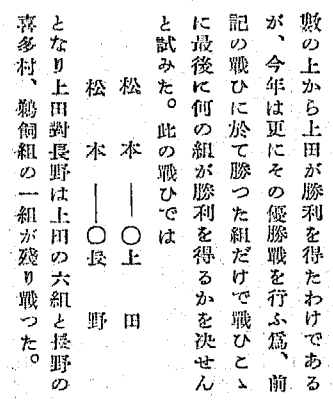 數の上から上田が勝利を得たわけである
が、今年は更にその優勝戰を行ふ爲、前
記の戰ひに於て勝つた組だけで戰ひこゝ
に最後に何の組が勝利を得るかを決せん
と試みた。此の戰ひでは
松本―〇上田
松本―〇長野
となり上田對長野は上田の六組と長野の
喜多村、鵜飼組の一組が殘り戰つた。